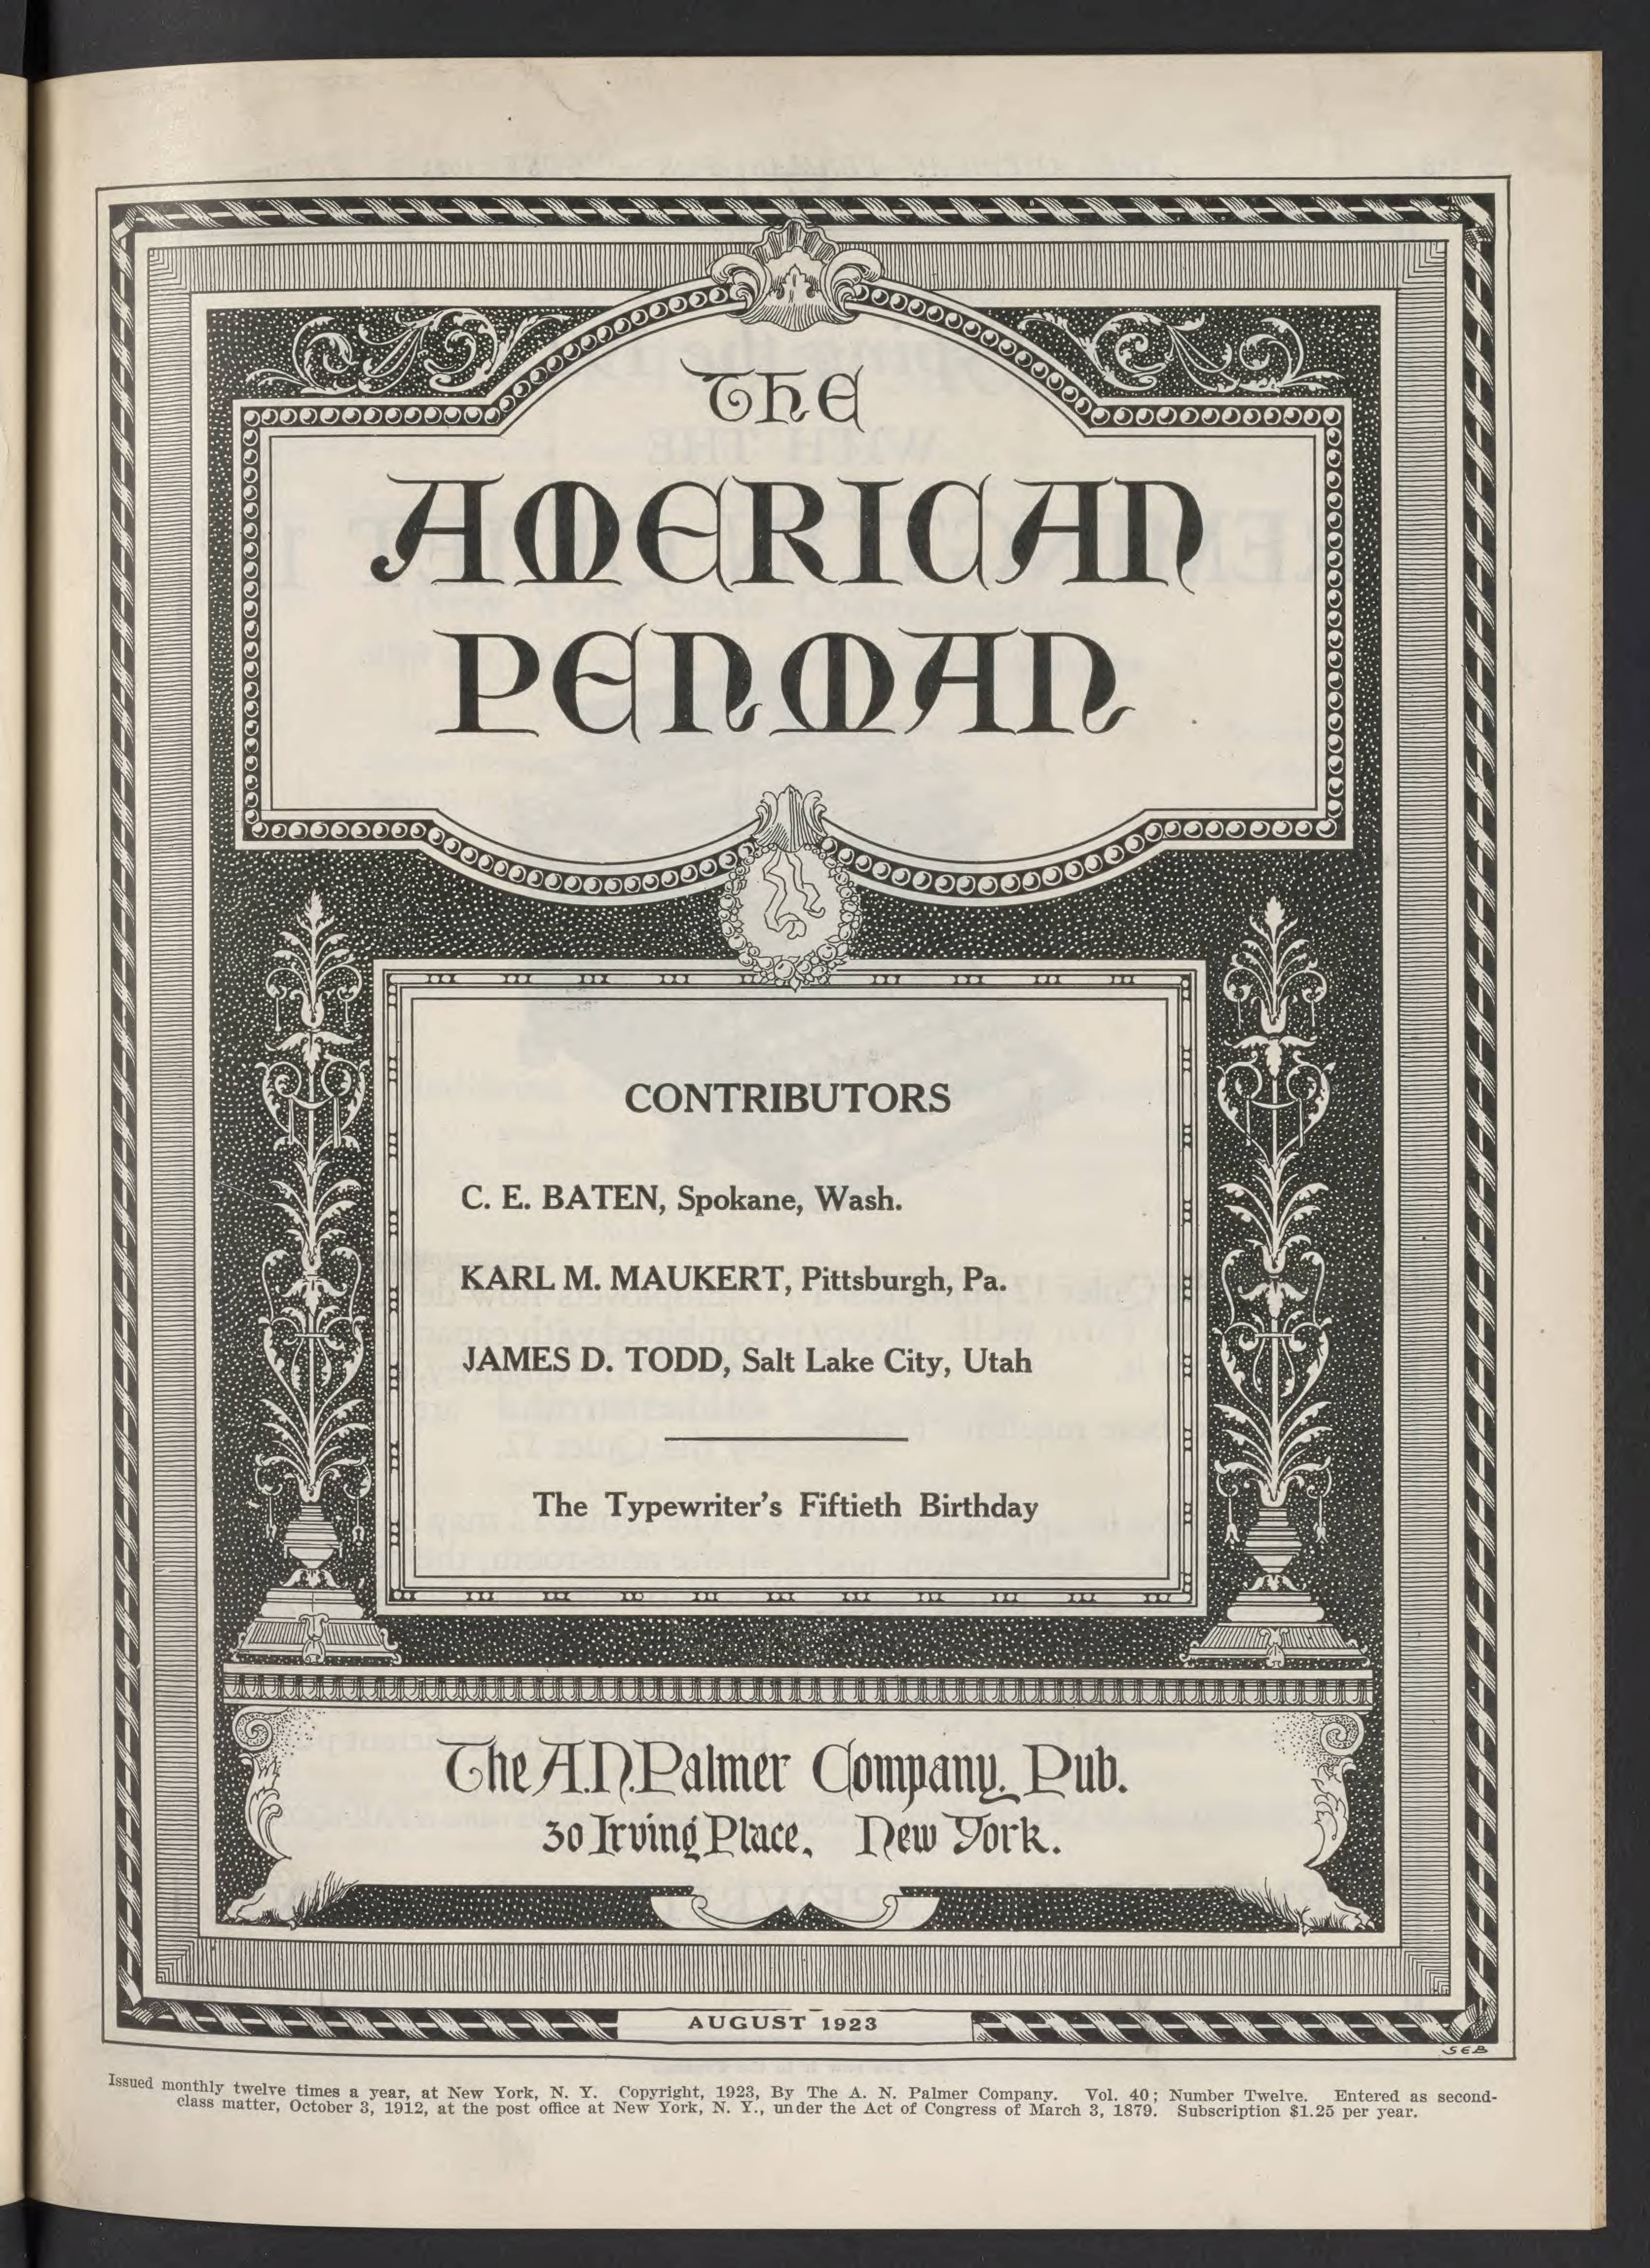 THE
AMERICAN
PENMAN
CONTRIBUTORS
C. E. BATEN, Spokane, Wash.
KARL M. MAUKERT, Pittsburgh, Pa.
JAMES D. TODD, Salt Lake City, Utah
The Typewriter's Fiftieth Birthday
The A. N. Palmer Company, Pub.
30 Irving Place, New York.
AUGUST 1923
SEB
Issued monthly twelve times a year, at New York, N. Y. Copyright, 1923, By The A. N. Palmer Company. Vol. 40; Number Twelve. Entered as second-
class matter, October 3, 1912, at the post office at New York, N. Y., under the Act of Congress of March 3, 1879. Subscription $1.25 per year.